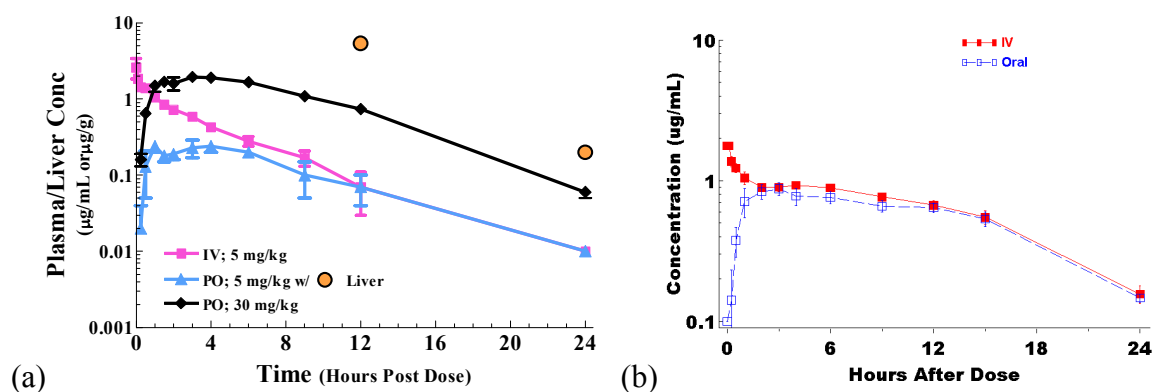 10
1
0.1
0.01
0.001
Plasma/Liver Conc
(μg/mL orμg/g)
IV; 5 mg/kg
PO; 5 mg/kg w/
Liver
PO; 30 mg/kg
0 4 8 12 16 20 24
Time (Hours Post Dose)
(a)
10
1
0.1
Concentration (ug/mL)
IV
Oral
0 6 12 18 24
Hours After Dose
(b)